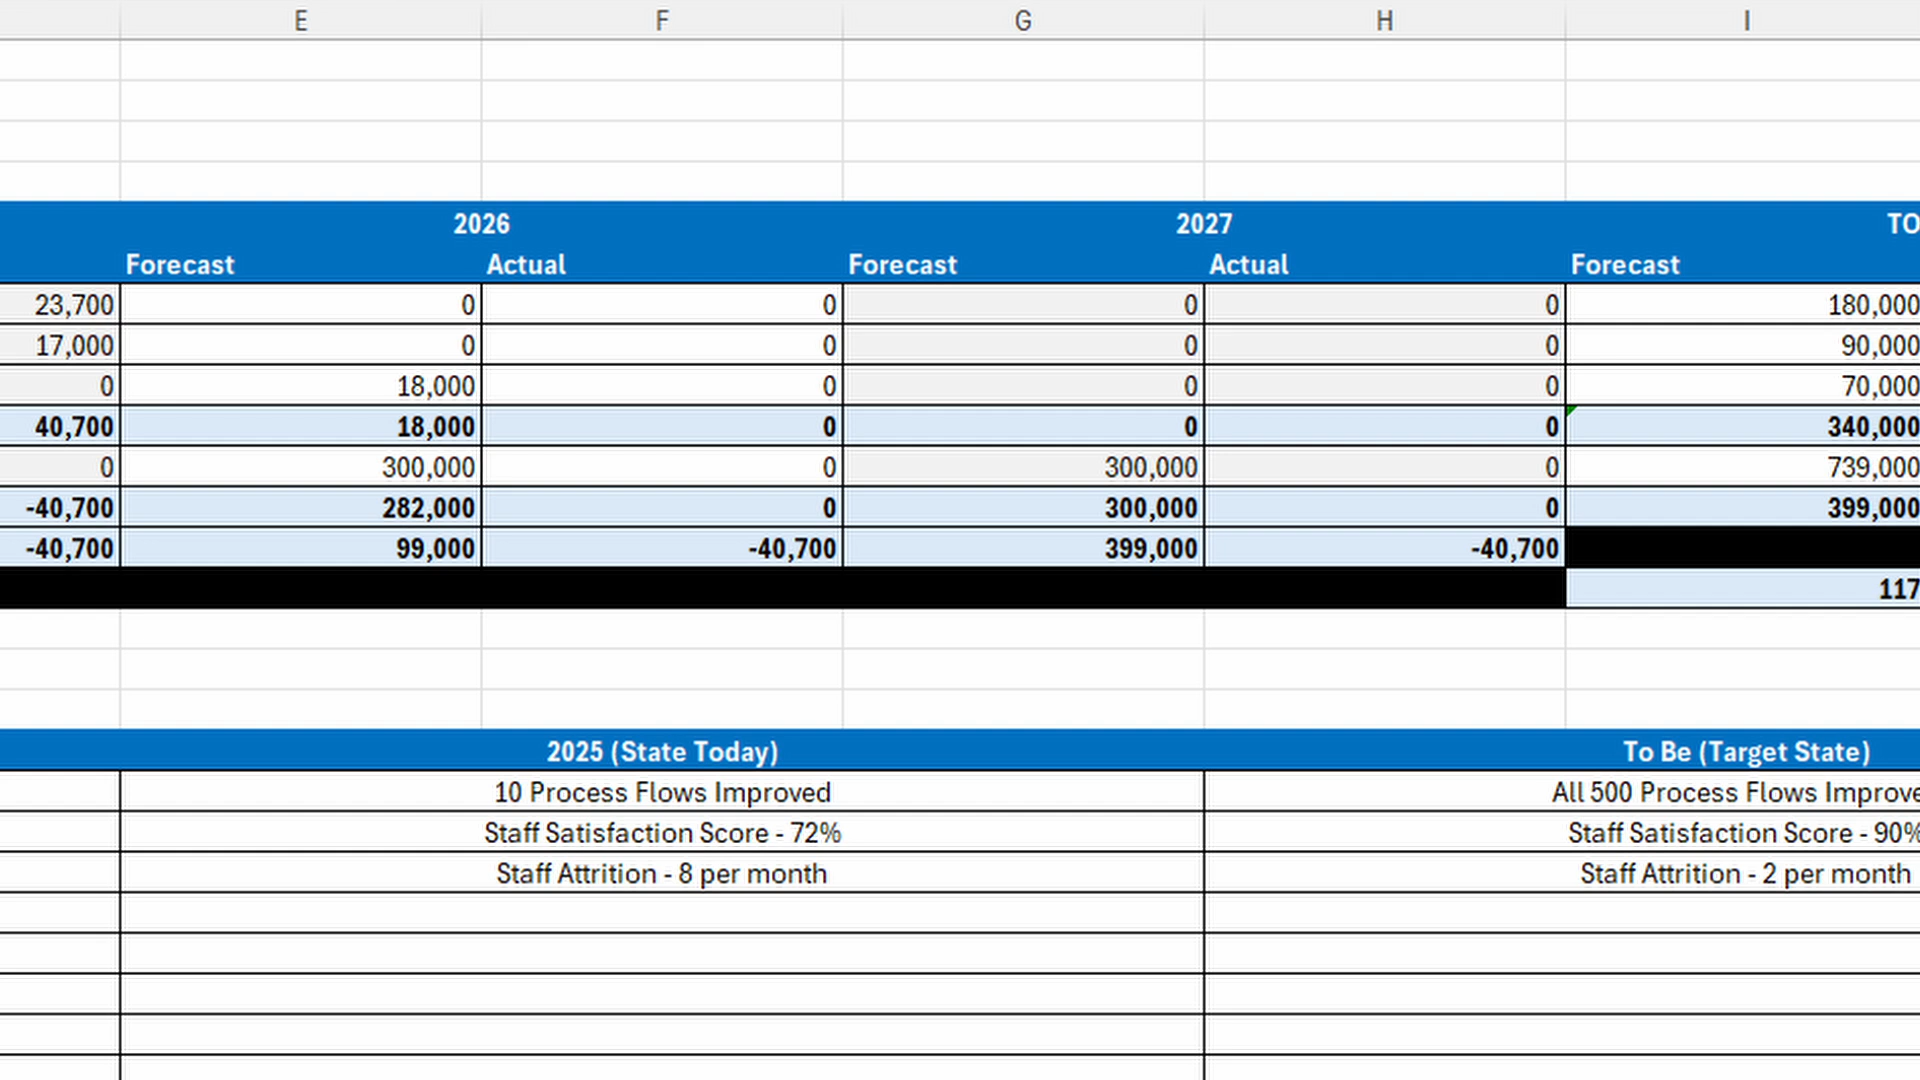 E F G H I
2026 2027 TO
Forecast Actual Forecast Actual Forecast
23,700 0 0 0 0 180,000
17,000 0 0 0 0 90,000
0 18,000 0 0 0 70,000
40,700 18,000 0 0 0 340,000
0 300,000 0 300,000 0 739,000
-40,700 282,000 0 300,000 0 399,000
-40,700 99,000 -40,700 399,000 -40,700
117
2025 (State Today) To Be (Target State)
10 Process Flows Improved All 500 Process Flows Improve
Staff Satisfaction Score - 72% Staff Satisfaction Score - 90%
Staff Attrition - 8 per month Staff Attrition - 2 per month